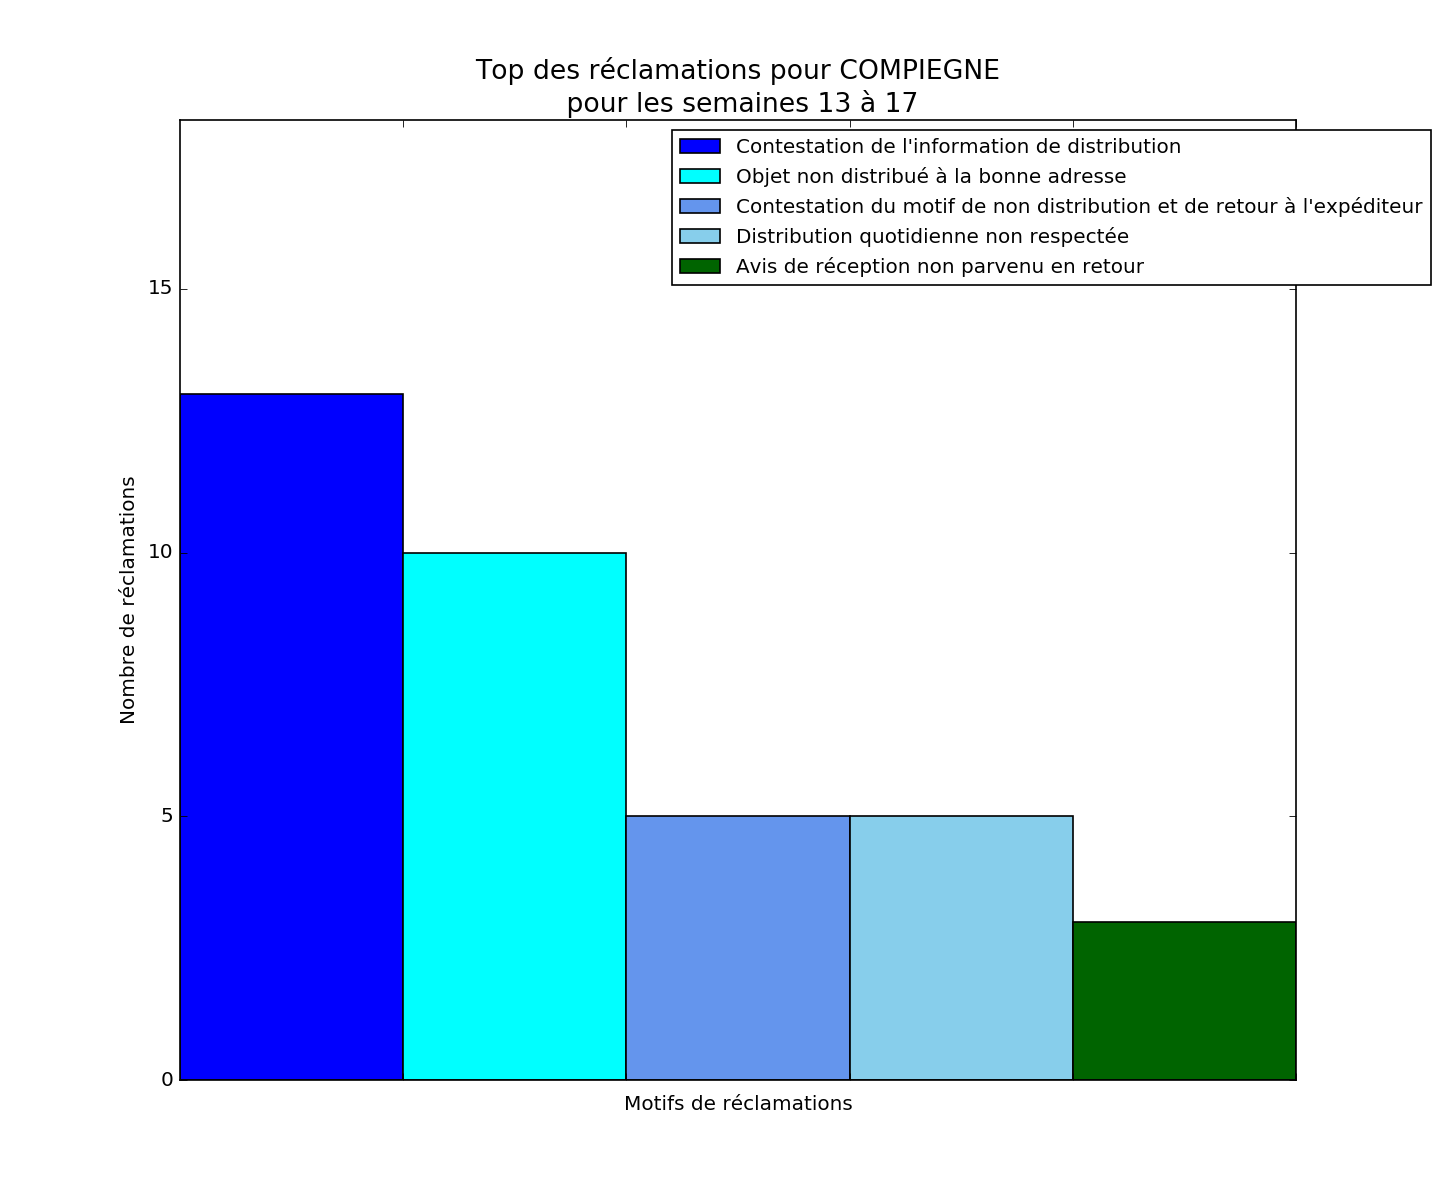 Top des réclamations pour COMPIEGNE
pour les semaines 13 à 17
Contestation de l'information de distribution
Objet non distribué à la bonne adresse
Contestation du motif de non distribution et de retour à l'expéditeur
Distribution quotidienne non respectée
Avis de réception non parvenu en retour
15
10
5
0
Nombre de réclamations
Motifs de réclamations